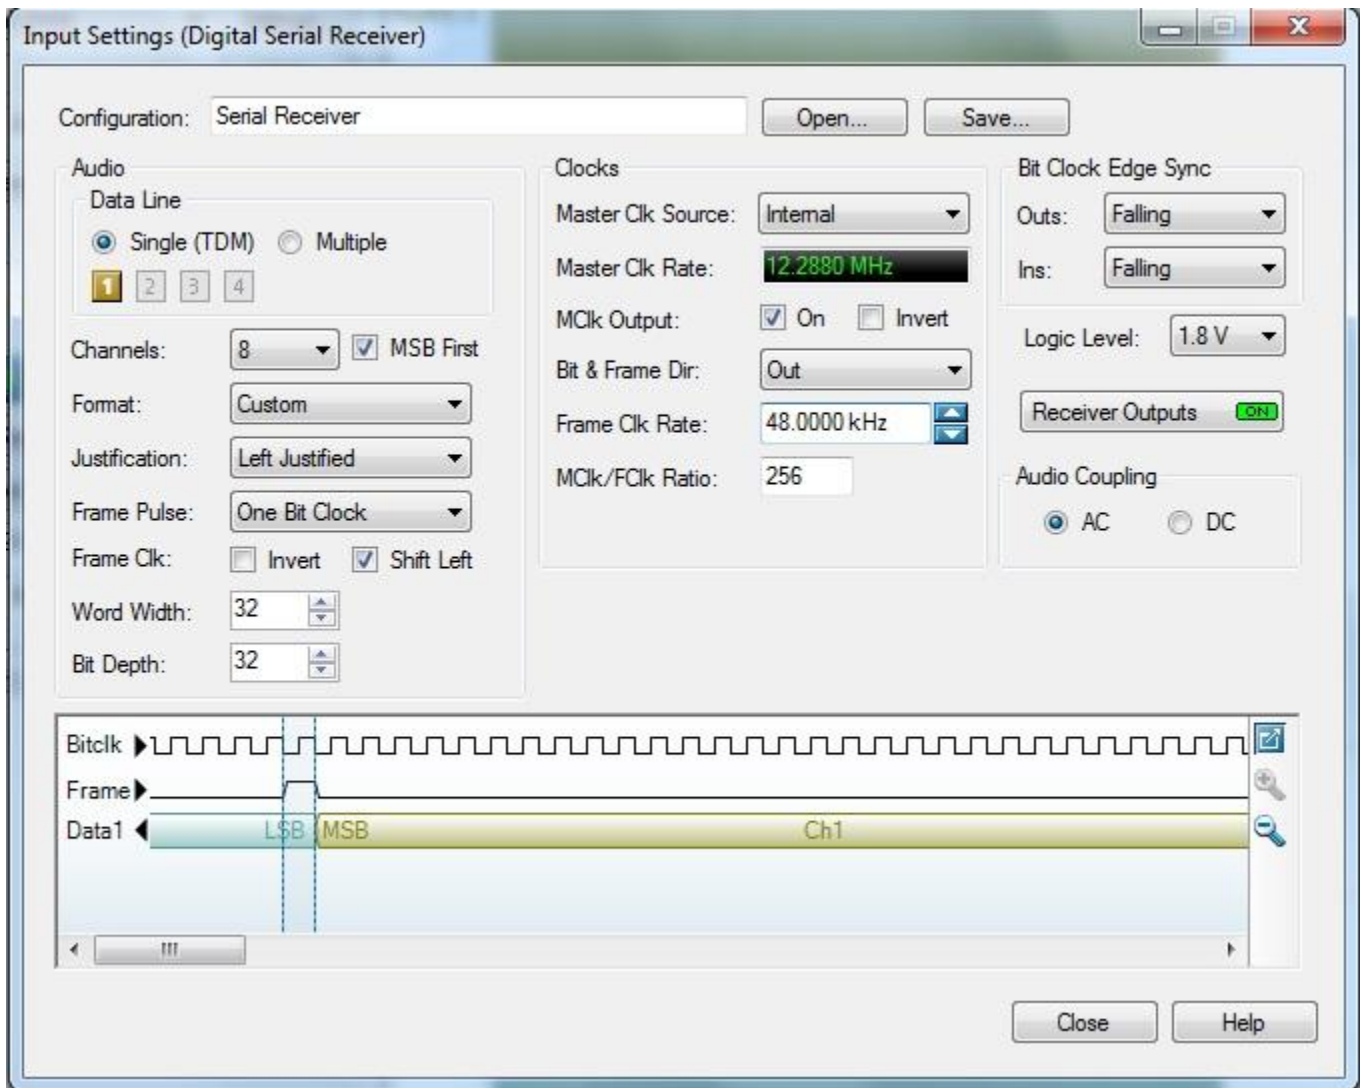 Input Settings (Digital Serial Receiver)
Configuration: Serial Receiver Open... Save...
Audio
Data Line
Single (TDM) Multiple
1 2 3 4
Channels: 8 MSB First
Format: Custom
Justification: Left Justified
Frame Pulse: One Bit Clock
Frame Clk: Invert Shift Left
Word Width: 32
Bit Depth: 32
Clocks
Master Clk Source: Internal
Master Clk Rate: 12.2880 MHz
MClk Output: On Invert
Bit & Frame Dir: Out
Frame Clk Rate: 48.0000 kHz
MClk/FClk Ratio: 256
Bit Clock Edge Sync
Outs: Falling
Ins: Falling
Logic Level: 1.8 V
Receiver Outputs ON
Audio Coupling
AC DC
Bitclk
Frame
Data1 LSB MSB Ch1
Close Help